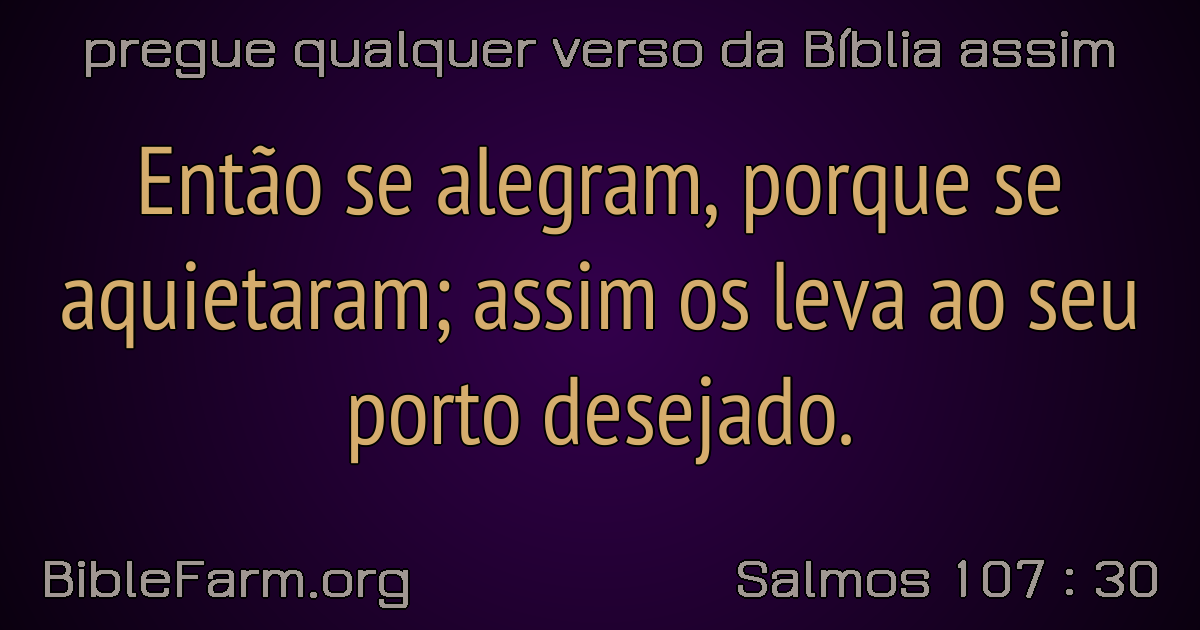 pregue qualquer verso da Bíblia assim
Então se alegram, porque se
aquietaram; assim os leva ao seu
porto desejado.
BibleFarm.org
Salmos 107 : 30